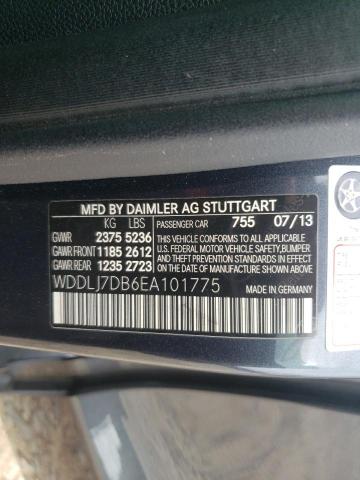 MFD BY DAIMLER AG STUTTGART
KG LBS PASSENGER CAR 755 07/13
GVWR 2375 5236
GAWR FRONT 1185 2612
GAWR REAR 1235 2723
THIS VEHICLE CONFORMS TO ALL APPLICABLE
U.S. FEDERAL MOTOR VEHICLE SAFETY, BUMPER
AND THEFT PREVENTION STANDARDS IN EFFECT
ON THE DATE OF MANUFACTURE SHOWN ABOVE.
WDDLJ7DB6EA101775
MADE IN GERMANY